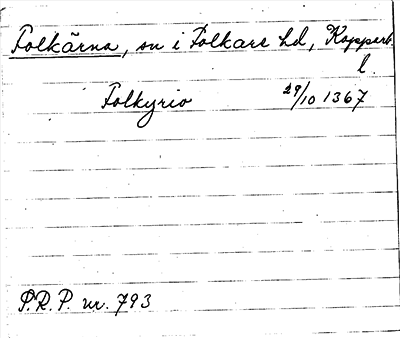 Folkärna, sn i Folkare hd, Kopparb.
l.
Folkyrio 29/10 1367
P.R.P. nr. 793